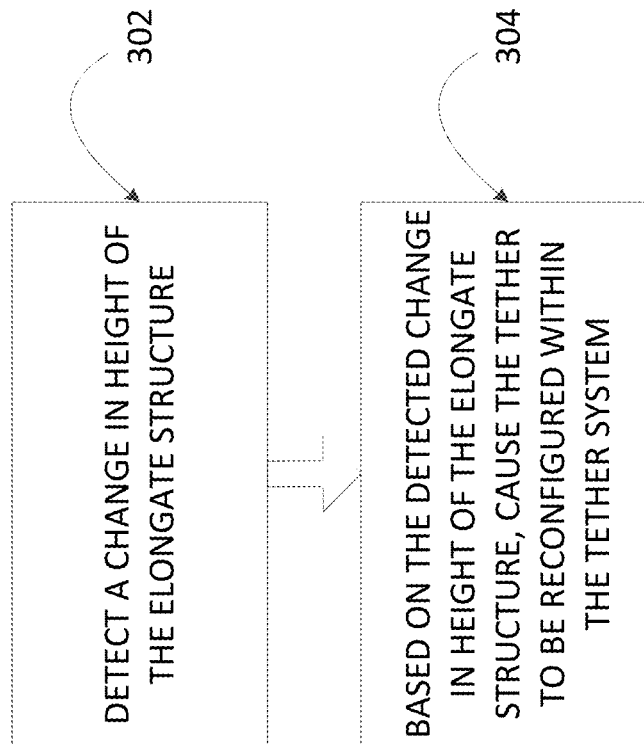 DETECT A CHANGE IN HEIGHT OF
THE ELONGATE STRUCTURE
302
BASED ON THE DETECTED CHANGE
IN HEIGHT OF THE ELONGATE
STRUCTURE, CAUSE THE TETHER
TO BE RECONFIGURED WITHIN
THE TETHER SYSTEM
304